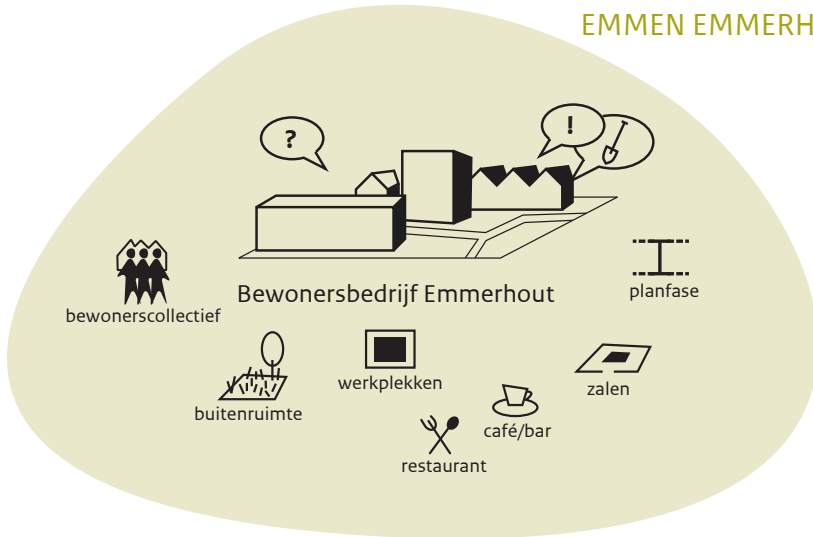 EMMEN EMMERH
?
!
bewonerscollectief
Bewonersbedrijf Emmerhout
planfase
buitenruimte
werkplekken
restaurant
café/bar
zalen